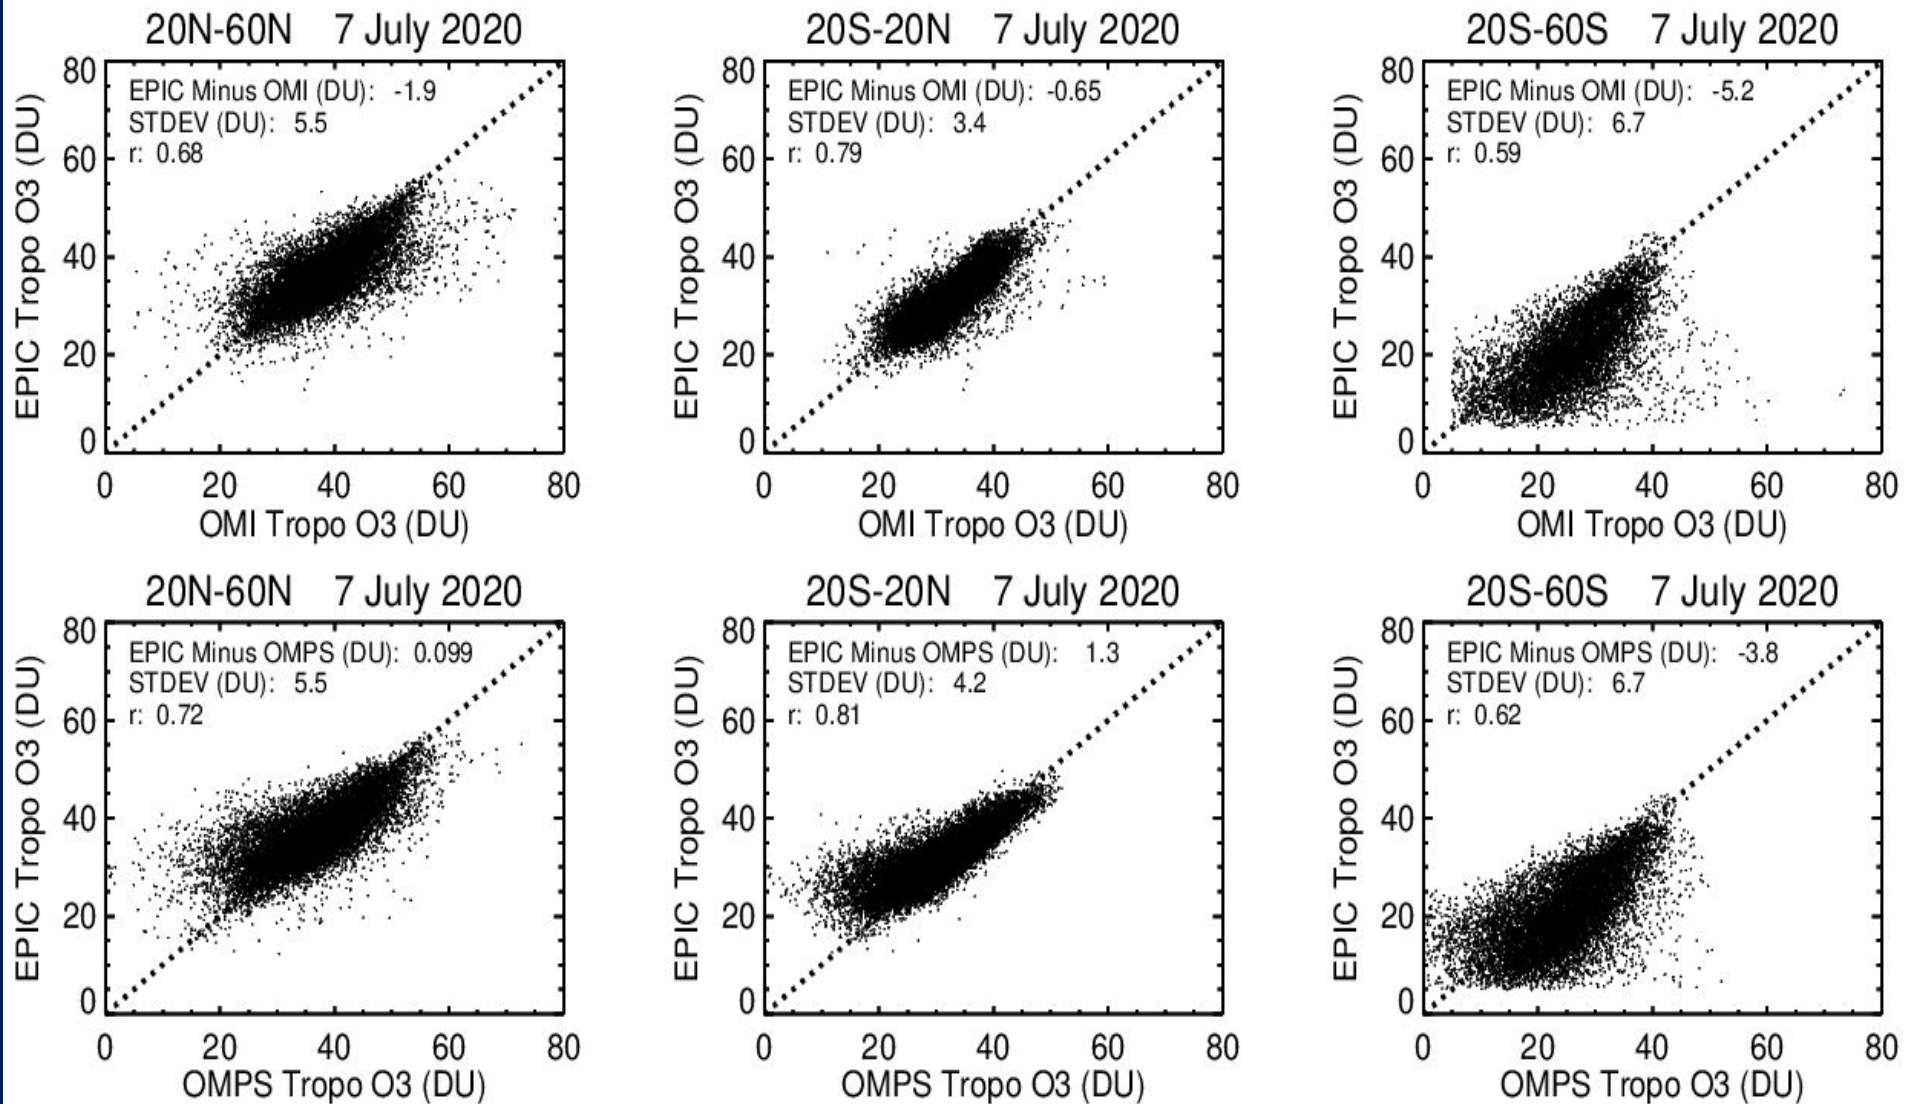 20N-60N 7 July 2020
EPIC Minus OMI (DU): -1.9
STDEV (DU): 5.5
r: 0.68
80
60
40
20
0
EPIC Tropo O3 (DU)
0 20 40 60 80
OMI Tropo O3 (DU)
20S-20N 7 July 2020
EPIC Minus OMI (DU): -0.65
STDEV (DU): 3.4
r: 0.79
80
60
40
20
0
EPIC Tropo O3 (DU)
0 20 40 60 80
OMI Tropo O3 (DU)
20S-60S 7 July 2020
EPIC Minus OMI (DU): -5.2
STDEV (DU): 6.7
r: 0.59
80
60
40
20
0
EPIC Tropo O3 (DU)
0 20 40 60 80
OMI Tropo O3 (DU)
20N-60N 7 July 2020
EPIC Minus OMPS (DU): 0.099
STDEV (DU): 5.5
r: 0.72
80
60
40
20
0
EPIC Tropo O3 (DU)
0 20 40 60 80
OMPS Tropo O3 (DU)
20S-20N 7 July 2020
EPIC Minus OMPS (DU): 1.3
STDEV (DU): 4.2
r: 0.81
80
60
40
20
0
EPIC Tropo O3 (DU)
0 20 40 60 80
OMPS Tropo O3 (DU)
20S-60S 7 July 2020
EPIC Minus OMPS (DU): -3.8
STDEV (DU): 6.7
r: 0.62
80
60
40
20
0
EPIC Tropo O3 (DU)
0 20 40 60 80
OMPS Tropo O3 (DU)